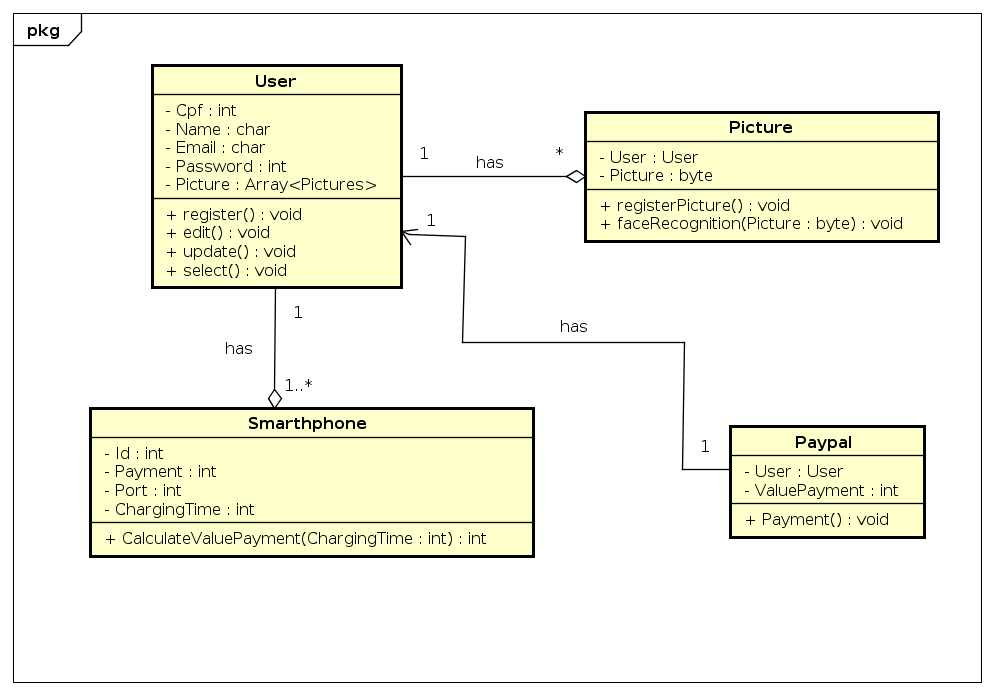 pkg
User
- Cpf : int
- Name : char
- Email : char
- Password : int
- Picture : Array<Pictures>
+ register() : void
+ edit() : void
+ update() : void
+ select() : void
Picture
- User : User
- Picture : byte
+ registerPicture() : void
+ faceRecognition(Picture : byte) : void
1
has
*
1
1
has
1..*
has
1
Smarthphone
- Id : int
- Payment : int
- Port : int
- ChargingTime : int
+ CalculateValuePayment(ChargingTime : int) : int
Paypal
- User : User
- ValuePayment : int
+ Payment() : void